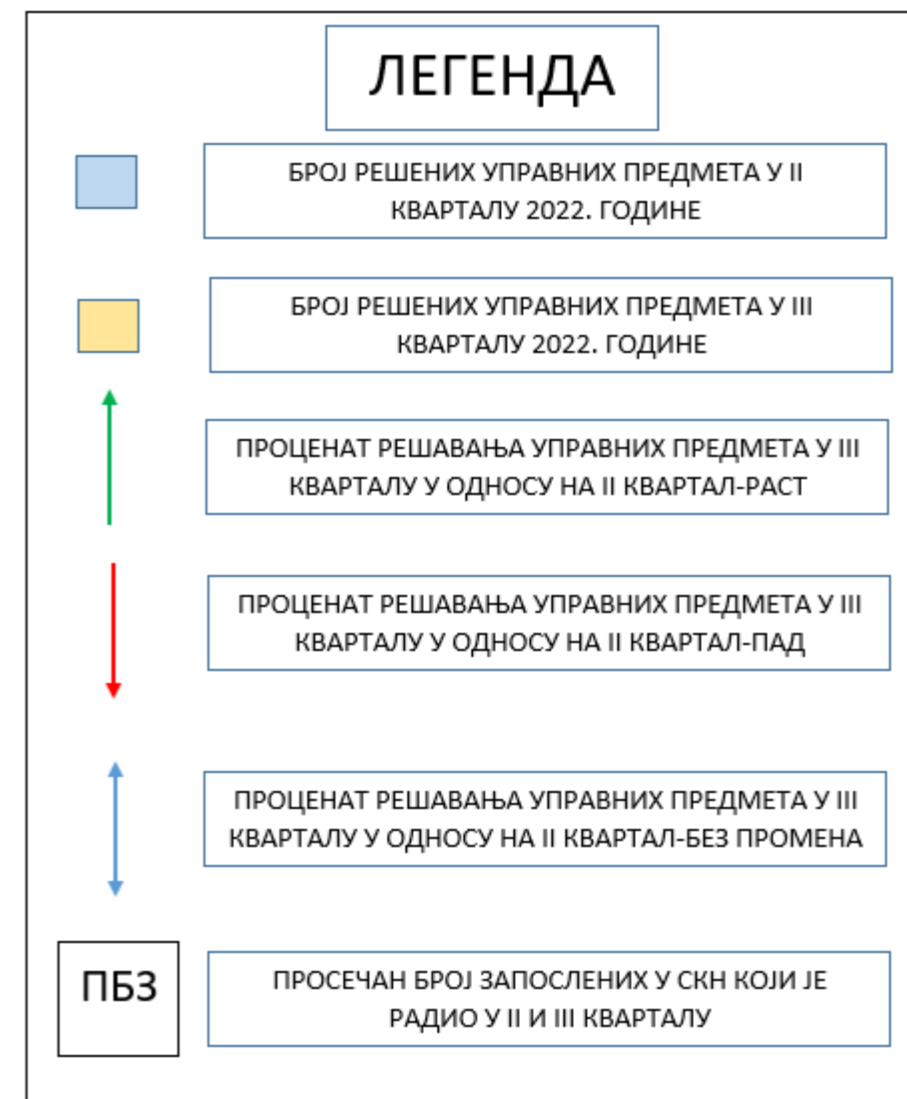 ЛЕГЕНДА
БРОЈ РЕШЕНИХ УПРАВНИХ ПРЕДМЕТА У II
КВАРТАЛУ 2022. ГОДИНЕ
БРОЈ РЕШЕНИХ УПРАВНИХ ПРЕДМЕТА У III
КВАРТАЛУ 2022. ГОДИНЕ
ПРОЦЕНАТ РЕШАВАЊА УПРАВНИХ ПРЕДМЕТА У III
КВАРТАЛУ У ОДНОСУ НА II КВАРТАЛ-РАСТ
ПРОЦЕНАТ РЕШАВАЊА УПРАВНИХ ПРЕДМЕТА У III
КВАРТАЛУ У ОДНОСУ НА II КВАРТАЛ-ПАД
ПРОЦЕНАТ РЕШАВАЊА УПРАВНИХ ПРЕДМЕТА У III
КВАРТАЛУ У ОДНОСУ НА II КВАРТАЛ-БЕЗ ПРОМЕНА
ПБЗ
ПРОСЕЧАН БРОЈ ЗАПОСЛЕНИХ У СКН КОЈИ ЈЕ
РАДИО У II И III КВАРТАЛУ